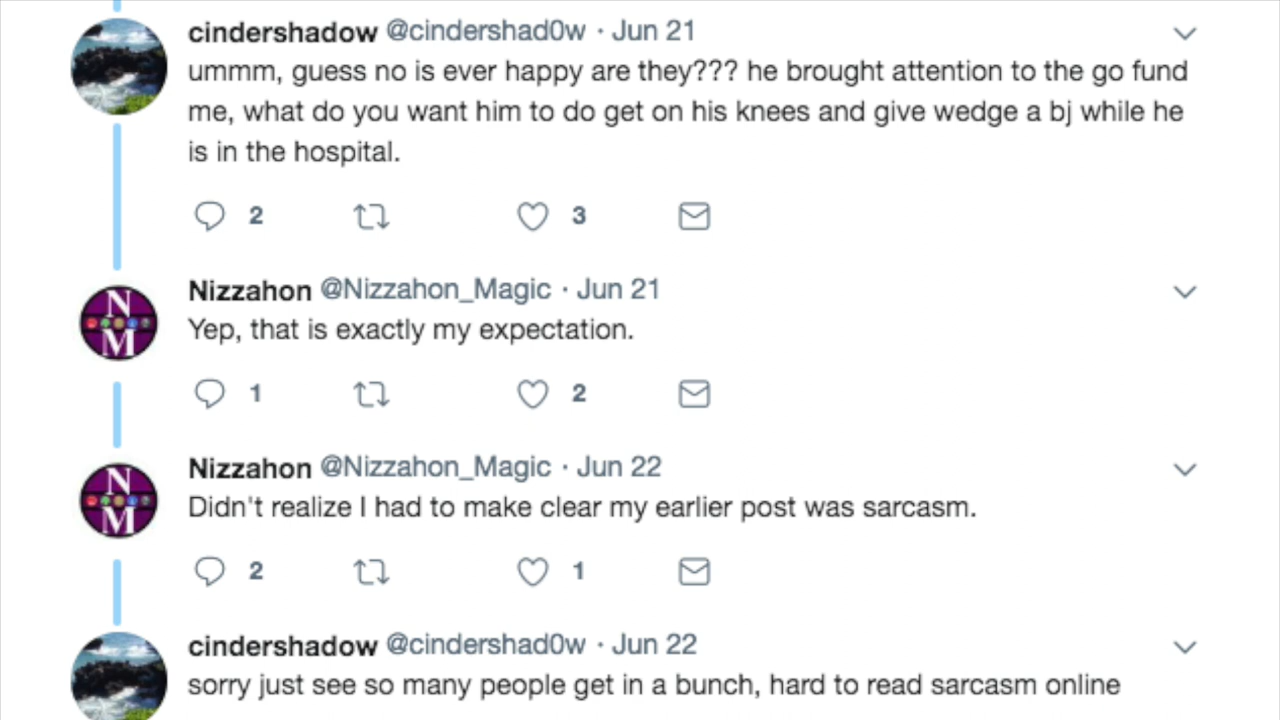 cindershadow @cindershad0w · Jun 21
ummm, guess no is ever happy are they??? he brought attention to the go fund
me, what do you want him to do get on his knees and give wedge a bj while he
is in the hospital.
2 3
Nizzahon @Nizzahon_Magic · Jun 21
N
M
Yep, that is exactly my expectation.
1 2
Nizzahon @Nizzahon_Magic · Jun 22
N
M
Didn't realize I had to make clear my earlier post was sarcasm.
2 1
cindershadow @cindershad0w · Jun 22
sorry just see so many people get in a bunch, hard to read sarcasm online